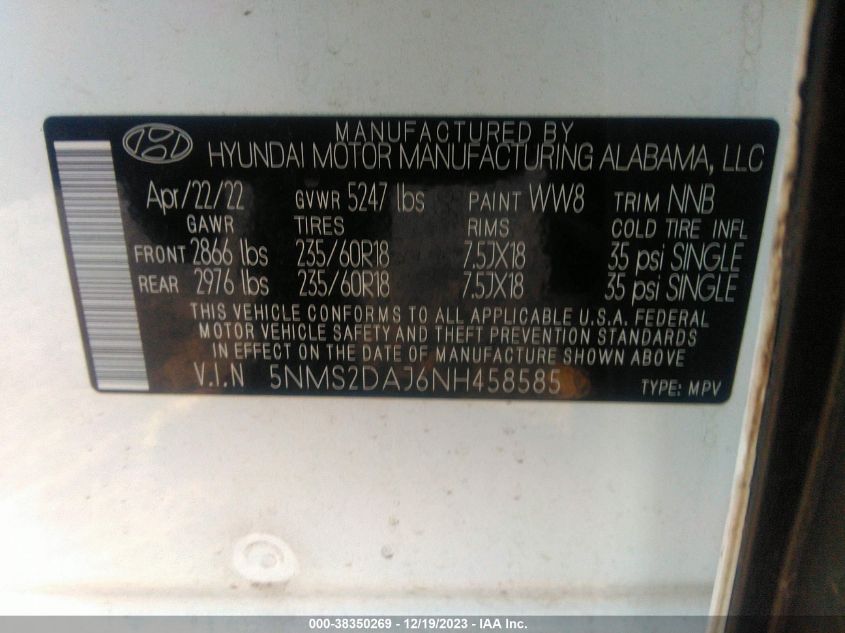 MANUFACTURED BY
HYUNDAI MOTOR MANUFACTURING ALABAMA, LLC
Apr/22/22 GVWR 5247 lbs PAINT WW8 TRIM NNB
GAWR TIRES RIMS COLD TIRE INFL
FRONT 2866 lbs 235/60R18 7.5JX18 35 psi SINGLE
REAR 2976 lbs 235/60R18 7.5JX18 35 psi SINGLE
THIS VEHICLE CONFORMS TO ALL APPLICABLE U.S.A. FEDERAL
MOTOR VEHICLE SAFETY AND THEFT PREVENTION STANDARDS
IN EFFECT ON THE DATE OF MANUFACTURE SHOWN ABOVE
V.I.N 5NMS2DAJ6NH458585 TYPE: MPV
000-38350269 - 12/19/2023 - IAA Inc.